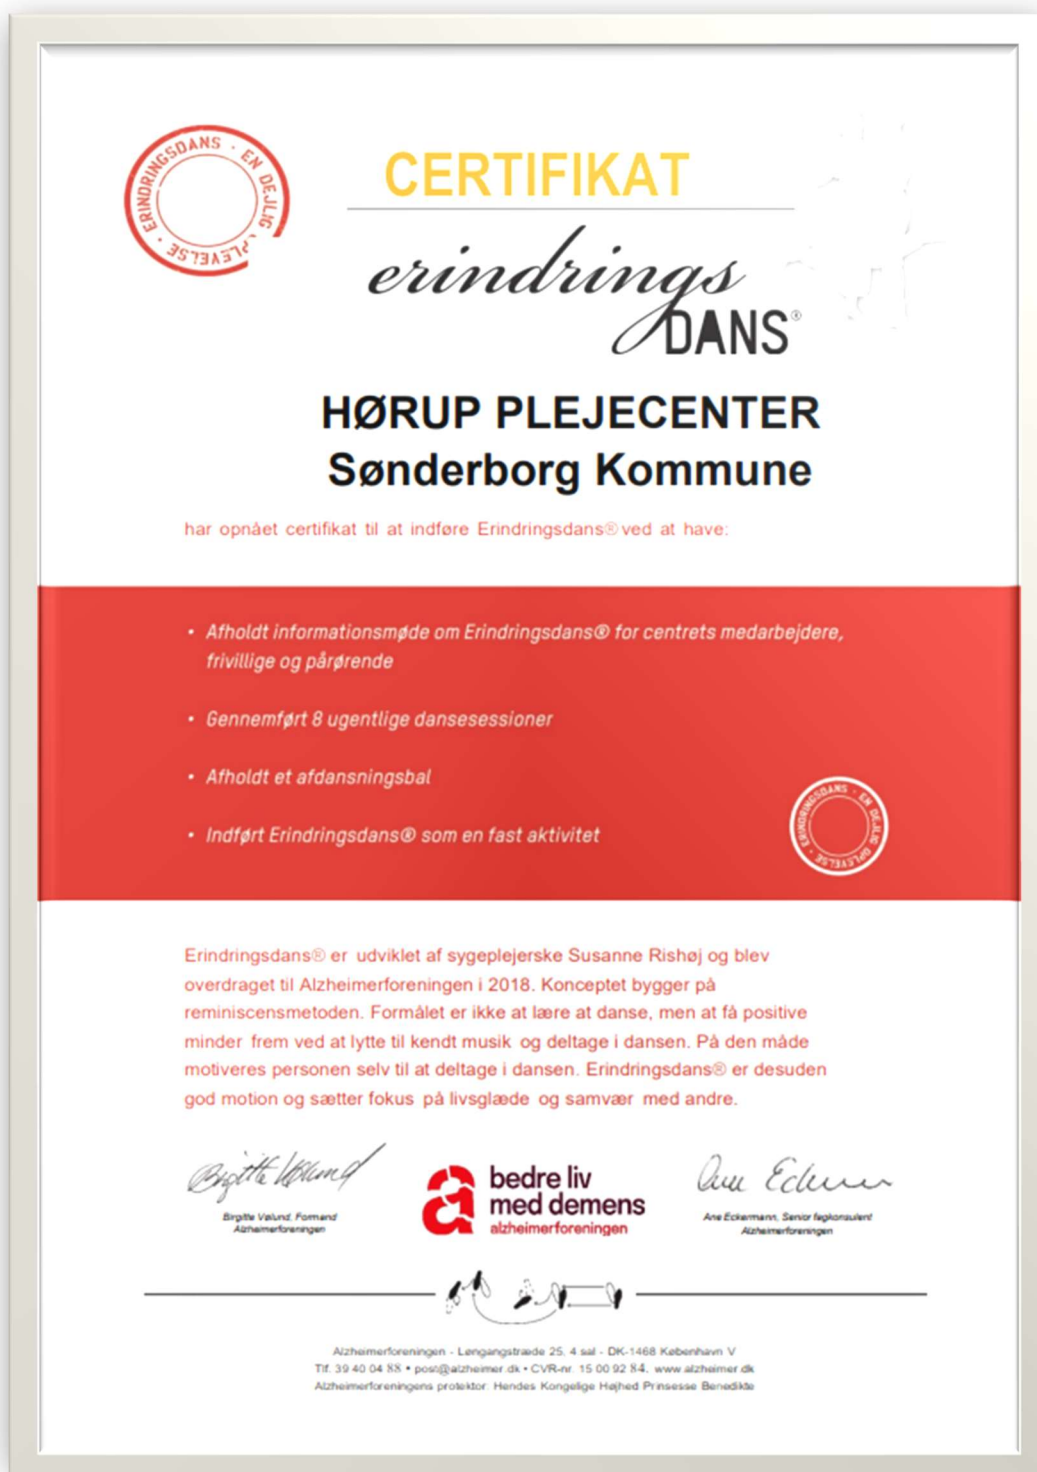 ERINDRINGSDANS · EN DEJLIG OPLEVELSE ·
CERTIFIKAT
erindrings
DANS®
HØRUP PLEJECENTER
Sønderborg Kommune
har opnået certifikat til at indføre Erindringsdans® ved at have:
• Afholdt informationsmøde om Erindringsdans® for centrets medarbejdere,
frivillige og pårørende
• Gennemført 8 ugentlige dansesessioner
• Afholdt et afdansningsbal
• Indført Erindringsdans® som en fast aktivitet
ERINDRINGSDANS · EN DEJLIG OPLEVELSE ·
Erindringsdans® er udviklet af sygeplejerske Susanne Rishøj og blev
overdraget til Alzheimerforeningen i 2018. Konceptet bygger på
reminiscensmetoden. Formålet er ikke at lære at danse, men at få positive
minder frem ved at lytte til kendt musik og deltage i dansen. På den måde
motiveres personen selv til at deltage i dansen. Erindringsdans® er desuden
god motion og sætter fokus på livsglæde og samvær med andre.
Birgitte Vølund
Ane Eckermann
a
bedre liv
med demens
alzheimerforeningen
Birgitte Vølund, Formand
Alzheimerforeningen
Ane Eckermann, Senior fagkonsulent
Alzheimerforeningen
Alzheimerforeningen - Løngangstræde 25, 4 sal - DK-1468 København V
Tlf. 39 40 04 88 • post@alzheimer.dk • CVR-nr. 15 00 92 84, www.alzheimer.dk
Alzheimerforeningens protektor: Hendes Kongelige Højhed Prinsesse Benedikte